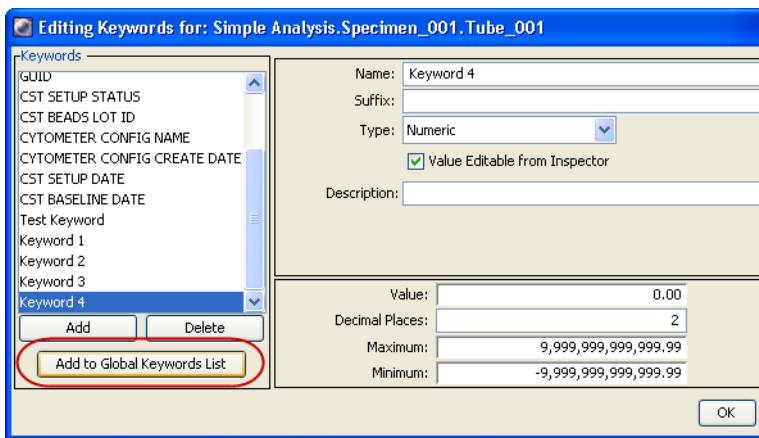 Editing Keywords for: Simple Analysis.Specimen_001.Tube_001
Keywords
GUID
CST SETUP STATUS
CST BEADS LOT ID
CYTOMETER CONFIG NAME
CYTOMETER CONFIG CREATE DATE
CST SETUP DATE
CST BASELINE DATE
Test Keyword
Keyword 1
Keyword 2
Keyword 3
Keyword 4
Add Delete
Add to Global Keywords List
Name: Keyword 4
Suffix:
Type: Numeric
Value Editable from Inspector
Description:
Value: 0.00
Decimal Places: 2
Maximum: 9,999,999,999,999.99
Minimum: -9,999,999,999,999.99
OK